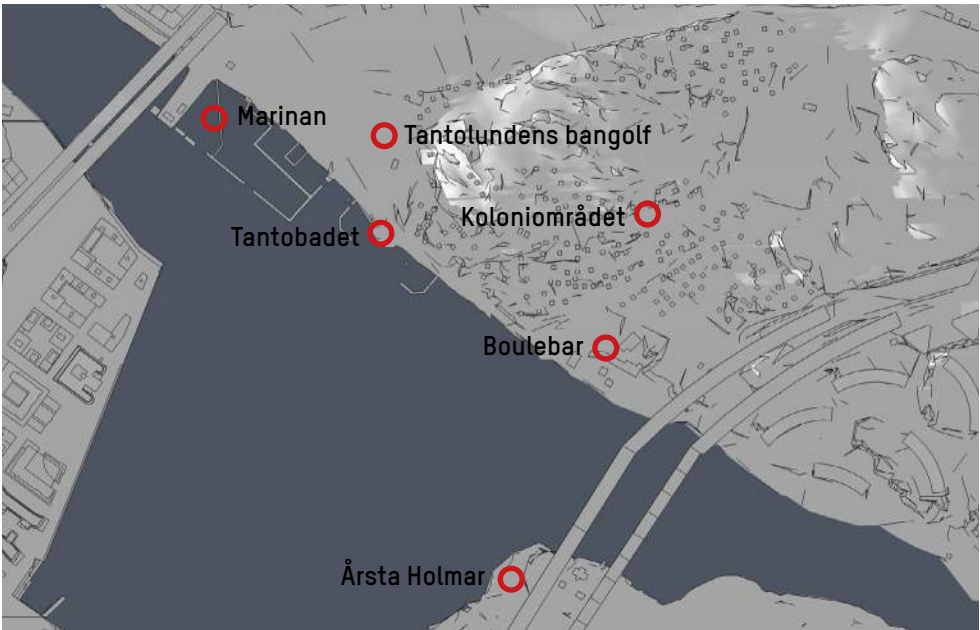 Marinan
Tantolundens bangolf
Koloniområdet
Tantobadet
Boulebar
Årsta Holmar